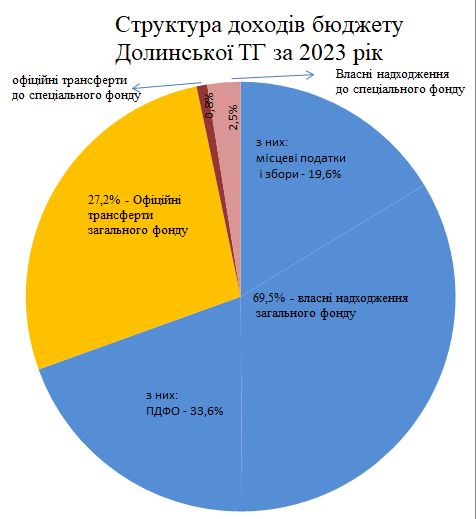 Структура доходів бюджету
Долинської ТГ за 2023 рік
офіційні трансферти
до спеціального фонду
Власні надходження
до спеціального фонду
0,8%
2,5%
з них:
місцеві податки
і збори - 19,6%
27,2% - Офіційні
трансферти
загального фонду
69,5% - власні надходження
загального фонду
з них:
ПДФО - 33,6%